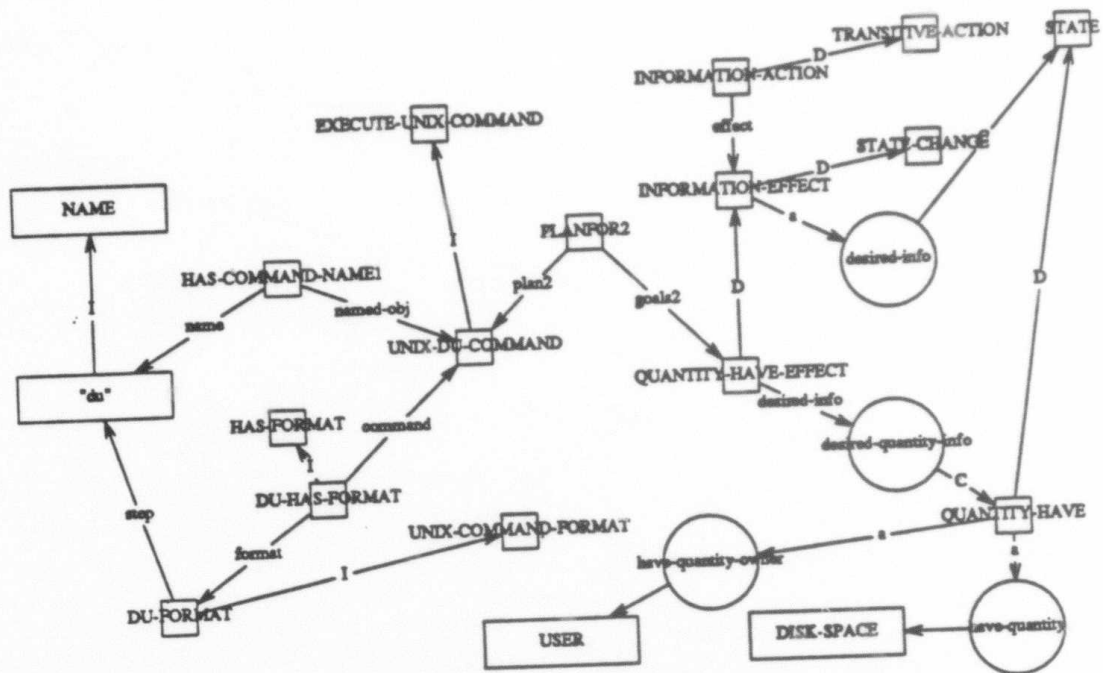 TRANSITIVE-ACTION
STATE
D
INFORMATION-ACTION
EXECUTE-UNIX-COMMAND
effect
STATE-CHANGE
C
D
INFORMATION-EFFECT
NAME
a
PLANFOR2
I
desired-info
HAS-COMMAND-NAME1
plan2
D
D
I
goals2
named-obj
name
UNIX-DU-COMMAND
QUANTITY-HAVE-EFFECT
"du"
desired-info
HAS-FORMAT
command
desired-quantity-info
I
C
DU-HAS-FORMAT
step
UNIX-COMMAND-FORMAT
QUANTITY-HAVE
a
a
format
have-quantity-owner
I
DU-FORMAT
USER
DISK-SPACE
have-quantity